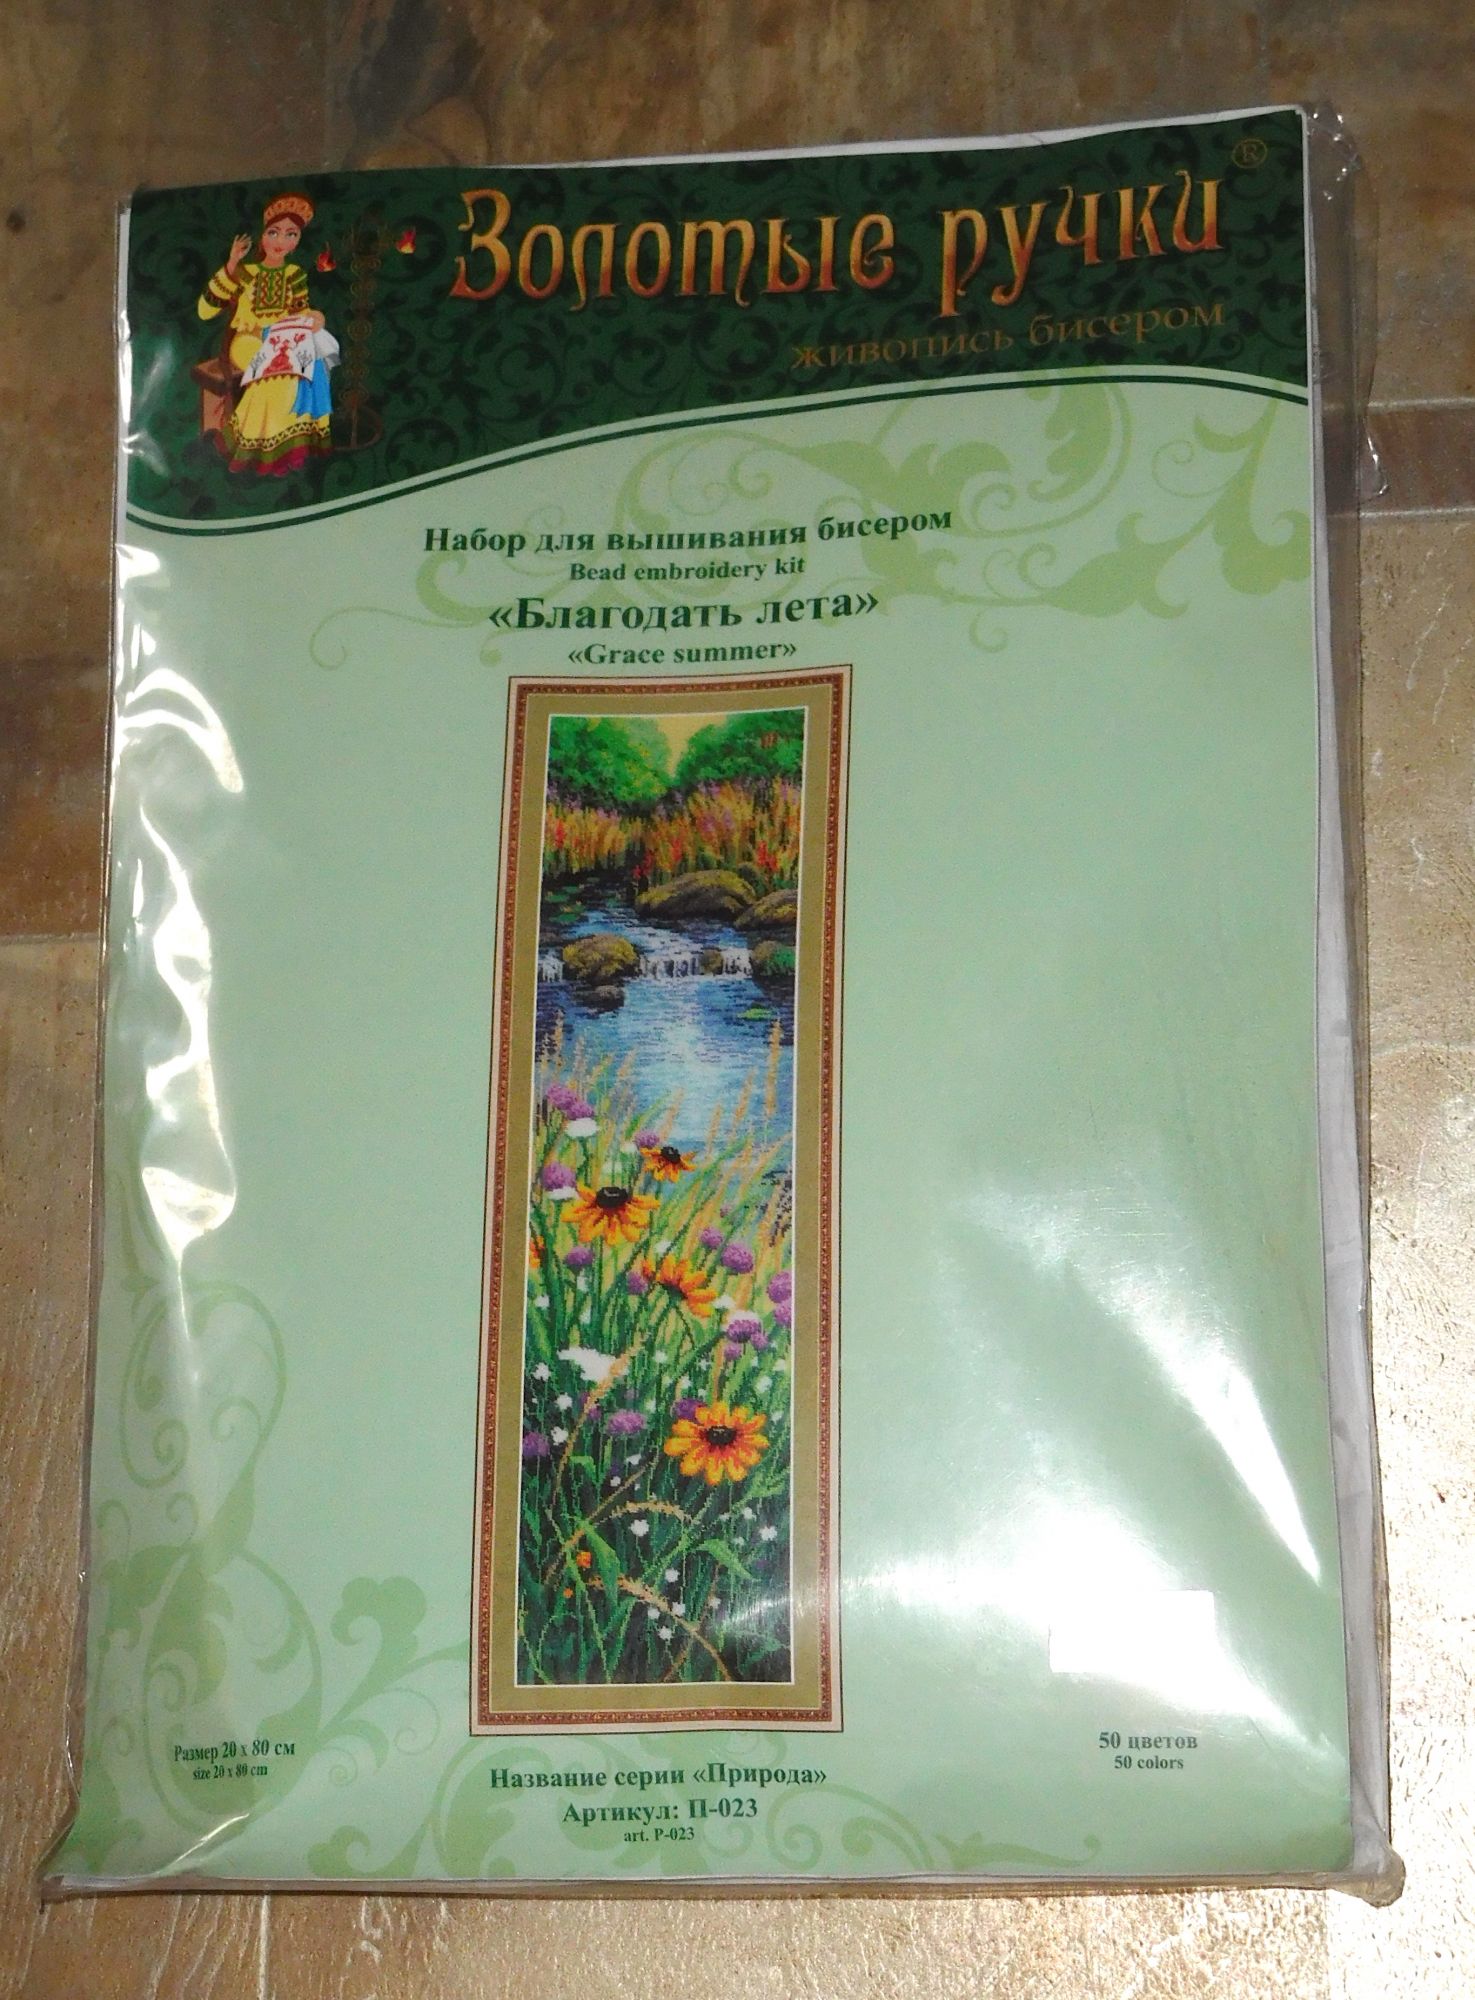 Золотые ручки ®
живопись бисером
Набор для вышивания бисером
Bead embroidery kit
«Благодать лета»
«Grace summer»
Размер 20 х 80 см
size 20 x 80 cm
50 цветов
50 colors
Название серии «Природа»
Артикул: П-023
art. P-023